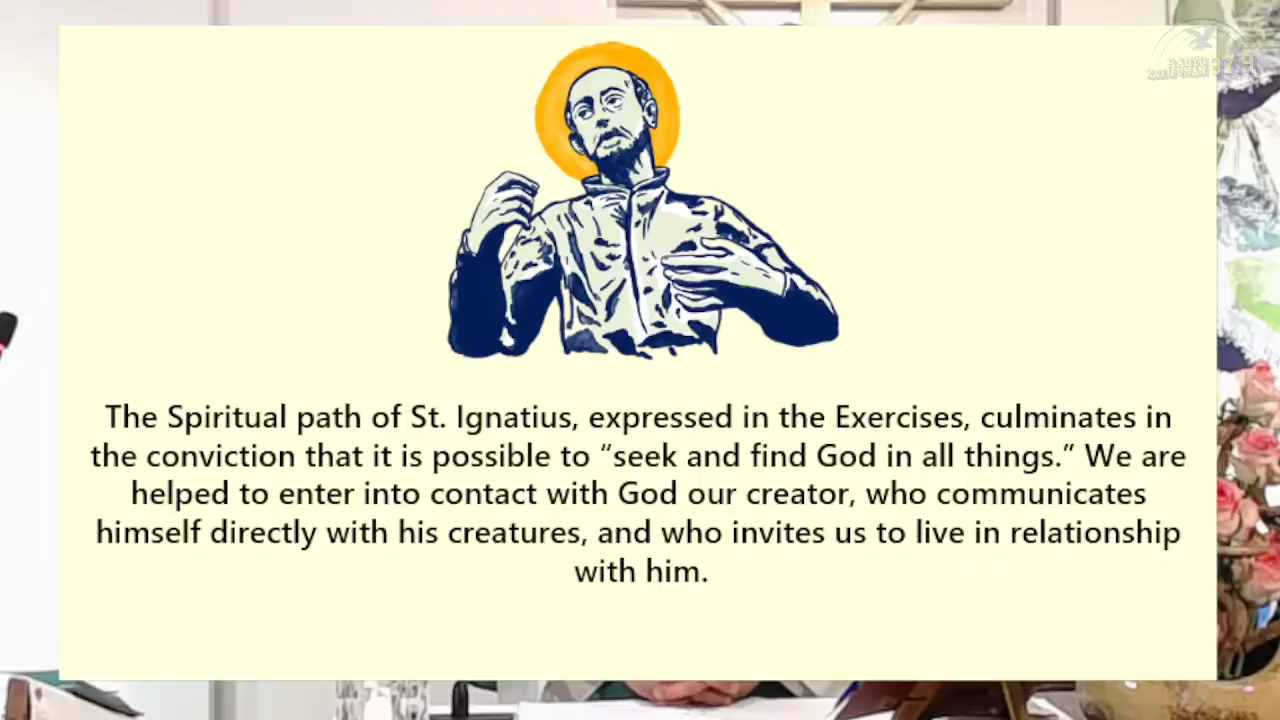 The Spiritual path of St. Ignatius, expressed in the Exercises, culminates in
the conviction that it is possible to “seek and find God in all things.” We are
helped to enter into contact with God our creator, who communicates
himself directly with his creatures, and who invites us to live in relationship
with him.